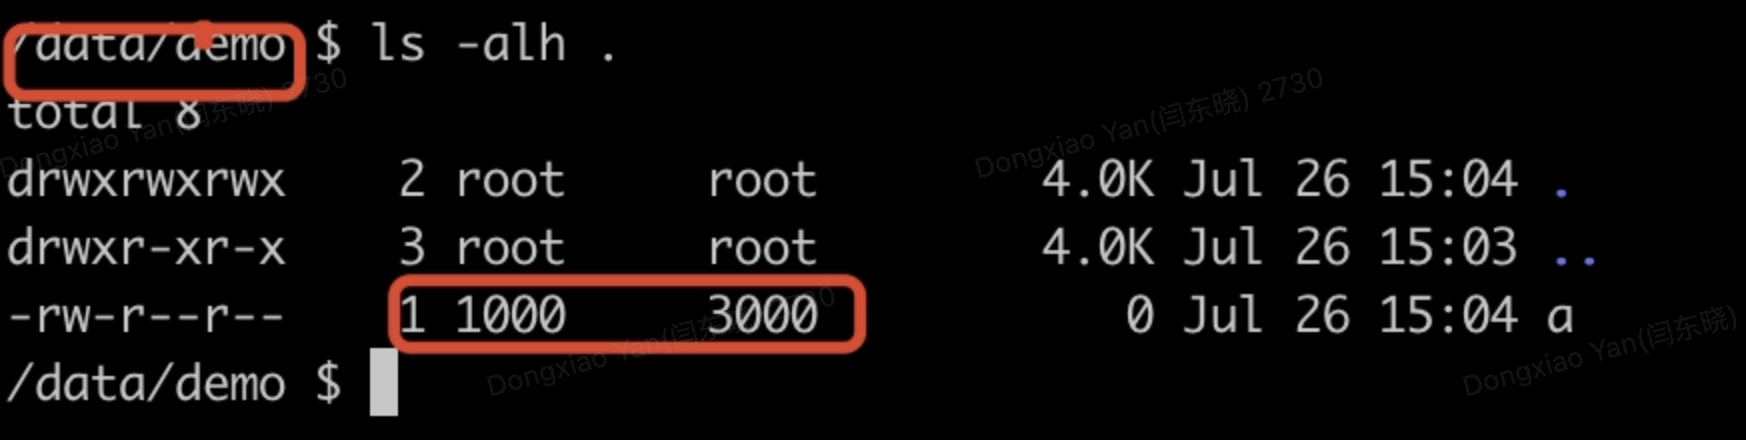 /data/demo $ ls -alh .
total 8
Dongxiao Yan(闫东晓) 2730
Dongxiao Yan(闫东晓) 2730
drwxrwxrwx 2 root root 4.0K Jul 26 15:04 .
drwxr-xr-x 3 root root 4.0K Jul 26 15:03 ..
-rw-r--r-- 1 1000 3000 0 Jul 26 15:04 a
Dongxiao Yan(闫东晓) 2730
Dongxiao Yan(闫东晓)
/data/demo $